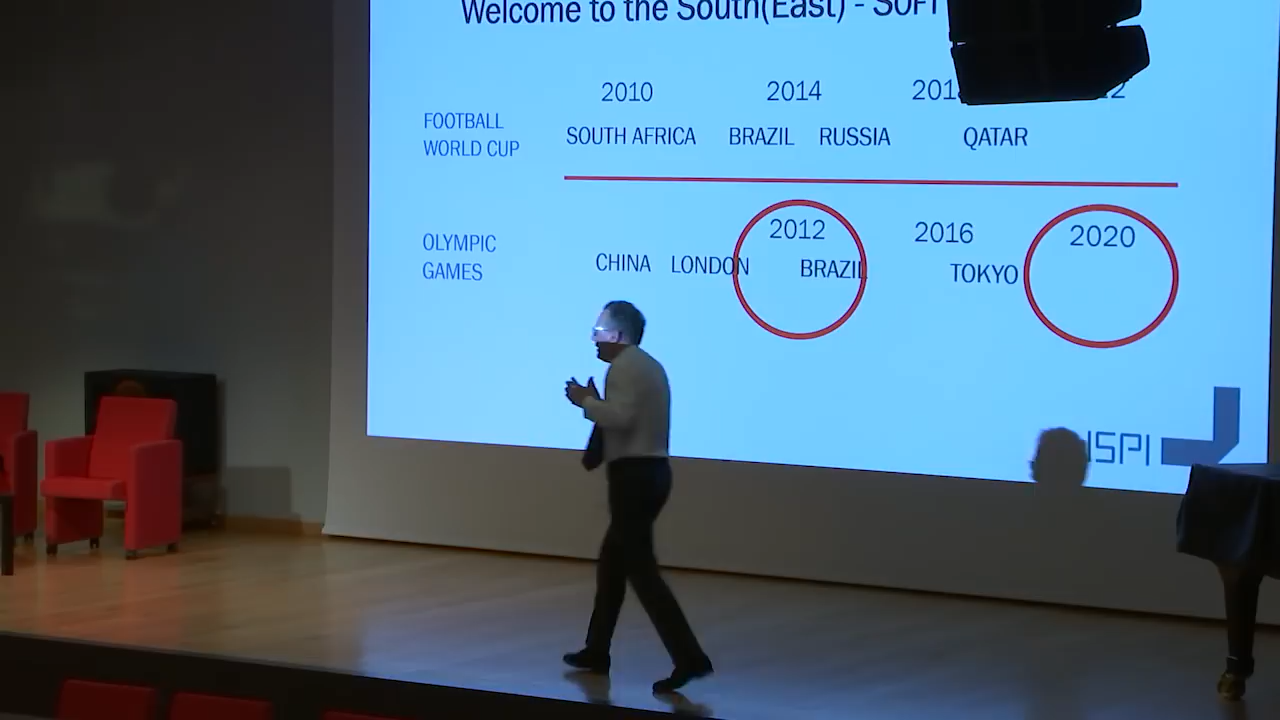 Welcome to the South(East) -
2010 2014
FOOTBALL
WORLD CUP
SOUTH AFRICA BRAZIL RUSSIA QATAR
2012 2016 2020
OLYMPIC
GAMES
CHINA LONDON BRAZIL TOKYO
ISPI